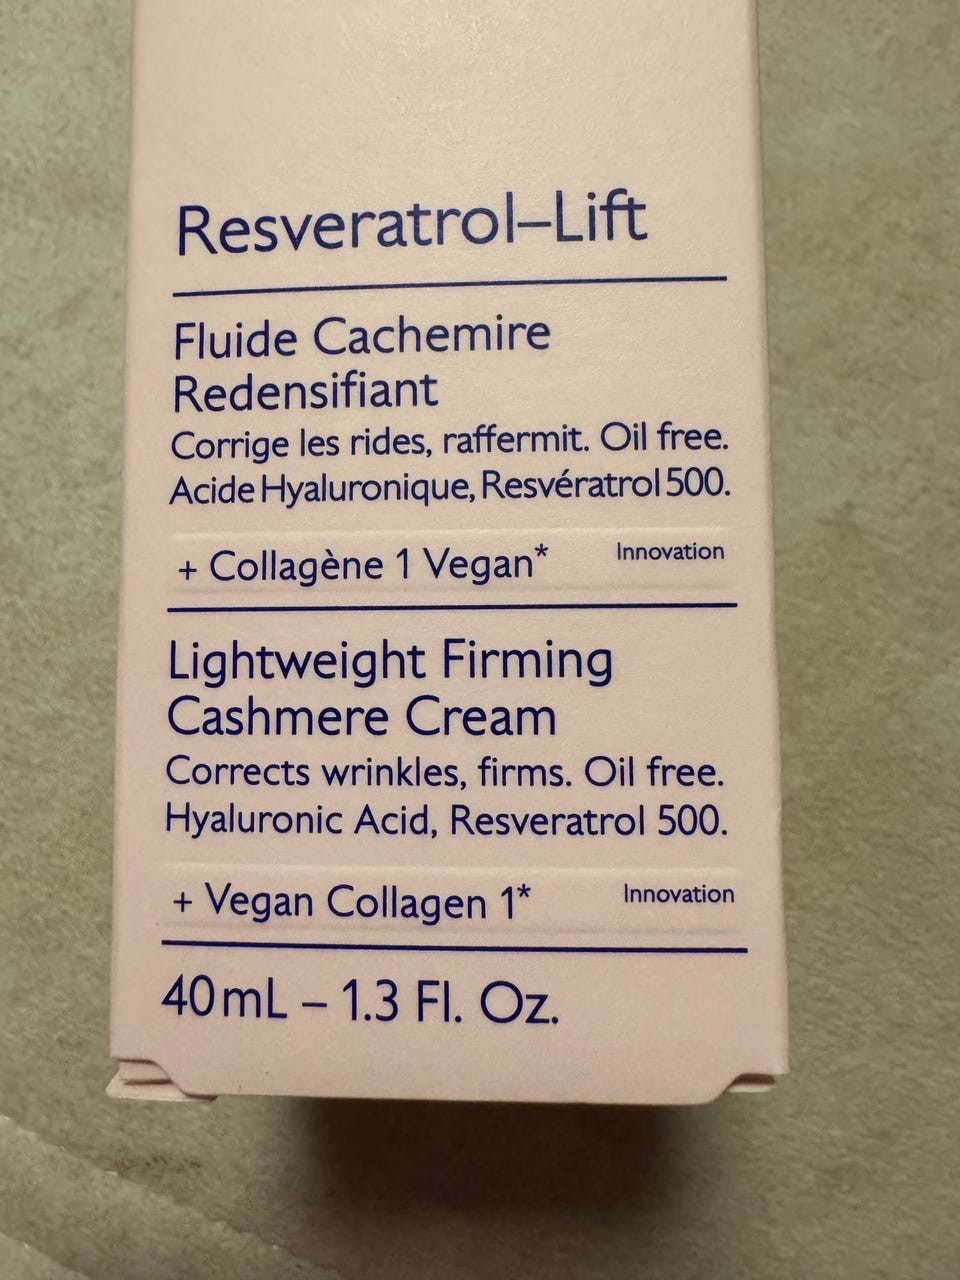 Resveratrol–Lift
Fluide Cachemire
Redensifiant
Corrige les rides, raffermit. Oil free.
Acide Hyaluronique, Resvératrol 500.
+ Collagène 1 Vegan* Innovation
Lightweight Firming
Cashmere Cream
Corrects wrinkles, firms. Oil free.
Hyaluronic Acid, Resveratrol 500.
+ Vegan Collagen 1* Innovation
40mL – 1.3 Fl. Oz.